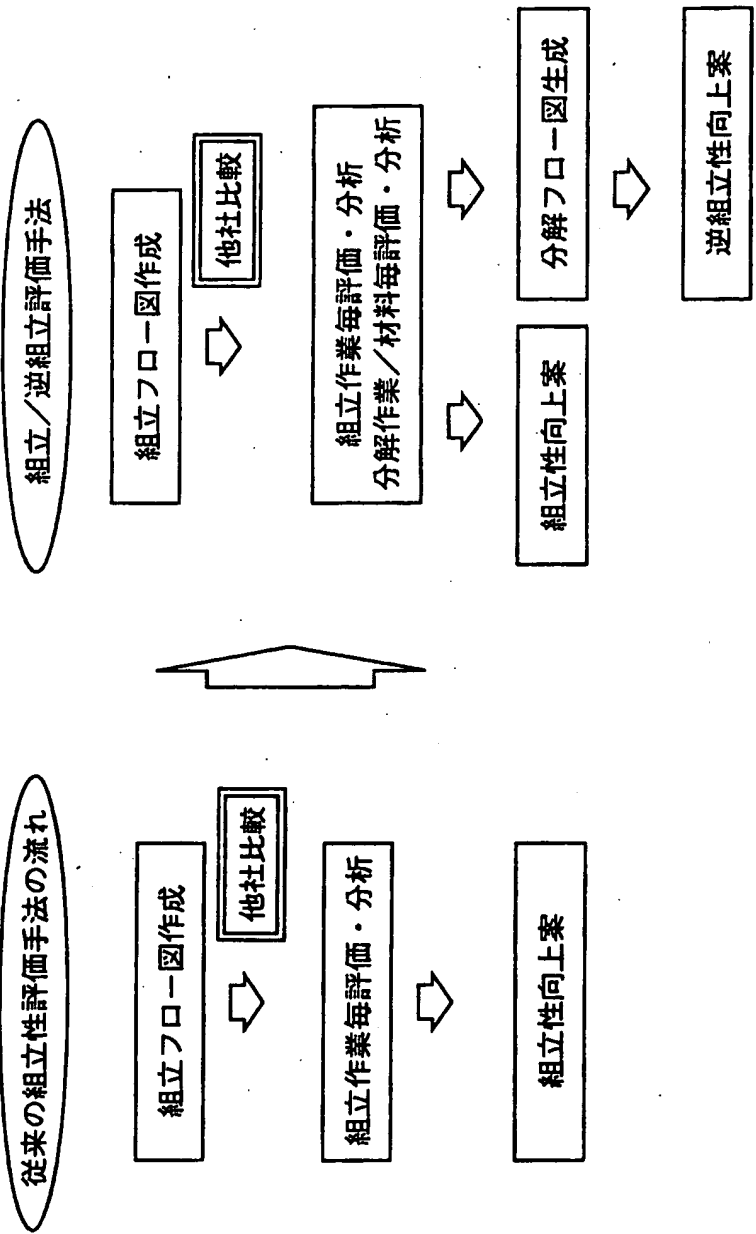 従来の組立性評価手法の流れ
組立フロー図作成
他社比較
組立作業毎評価・分析
組立性向上案
組立／逆組立評価手法
組立フロー図作成
他社比較
組立作業毎評価・分析
分解作業／材料毎評価・分析
組立性向上案
分解フロー図生成
逆組立性向上案